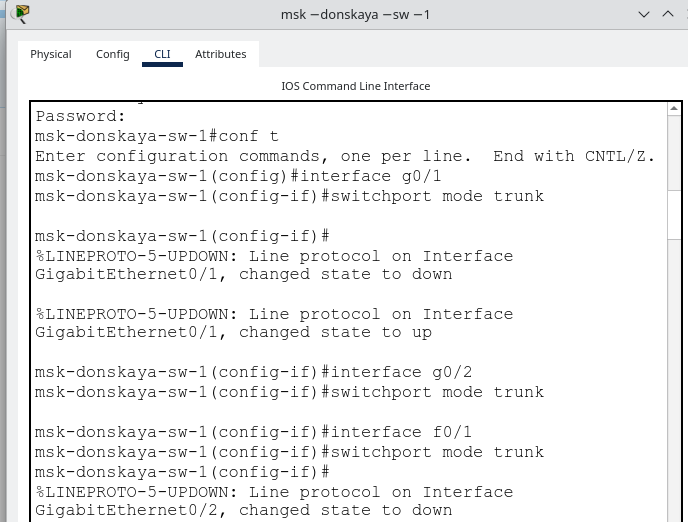 msk −donskaya −sw −1
Physical Config CLI Attributes
IOS Command Line Interface
Password:
msk-donskaya-sw-1#conf t
Enter configuration commands, one per line.  End with CNTL/Z.
msk-donskaya-sw-1(config)#interface g0/1
msk-donskaya-sw-1(config-if)#switchport mode trunk
msk-donskaya-sw-1(config-if)#
%LINEPROTO-5-UPDOWN: Line protocol on Interface
GigabitEthernet0/1, changed state to down
%LINEPROTO-5-UPDOWN: Line protocol on Interface
GigabitEthernet0/1, changed state to up
msk-donskaya-sw-1(config-if)#interface g0/2
msk-donskaya-sw-1(config-if)#switchport mode trunk
msk-donskaya-sw-1(config-if)#interface f0/1
msk-donskaya-sw-1(config-if)#switchport mode trunk
msk-donskaya-sw-1(config-if)#
%LINEPROTO-5-UPDOWN: Line protocol on Interface
GigabitEthernet0/2, changed state to down